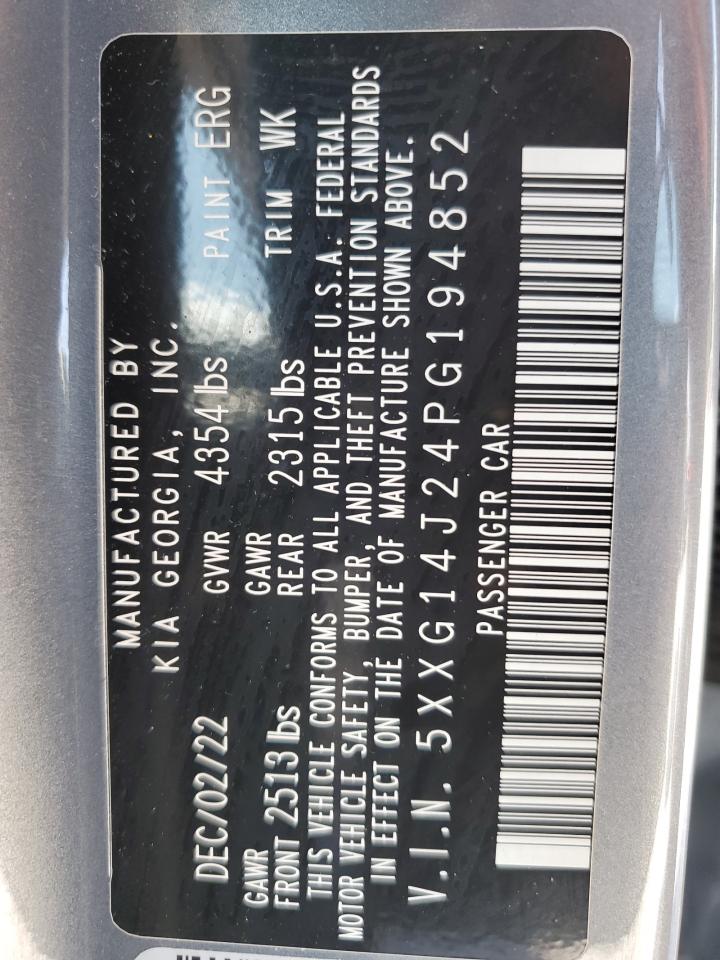 MANUFACTURED BY
KIA GEORGIA, INC.
DEC/02/22 GVWR 4354 lbs PAINT ERG
GAWR FRONT 2513 lbs GAWR REAR 2315 lbs TRIM WK
THIS VEHICLE CONFORMS TO ALL APPLICABLE U.S.A. FEDERAL
MOTOR VEHICLE SAFETY, BUMPER, AND THEFT PREVENTION STANDARDS
IN EFFECT ON THE DATE OF MANUFACTURE SHOWN ABOVE.
V.I.N. 5XXG14J24PG194852
PASSENGER CAR